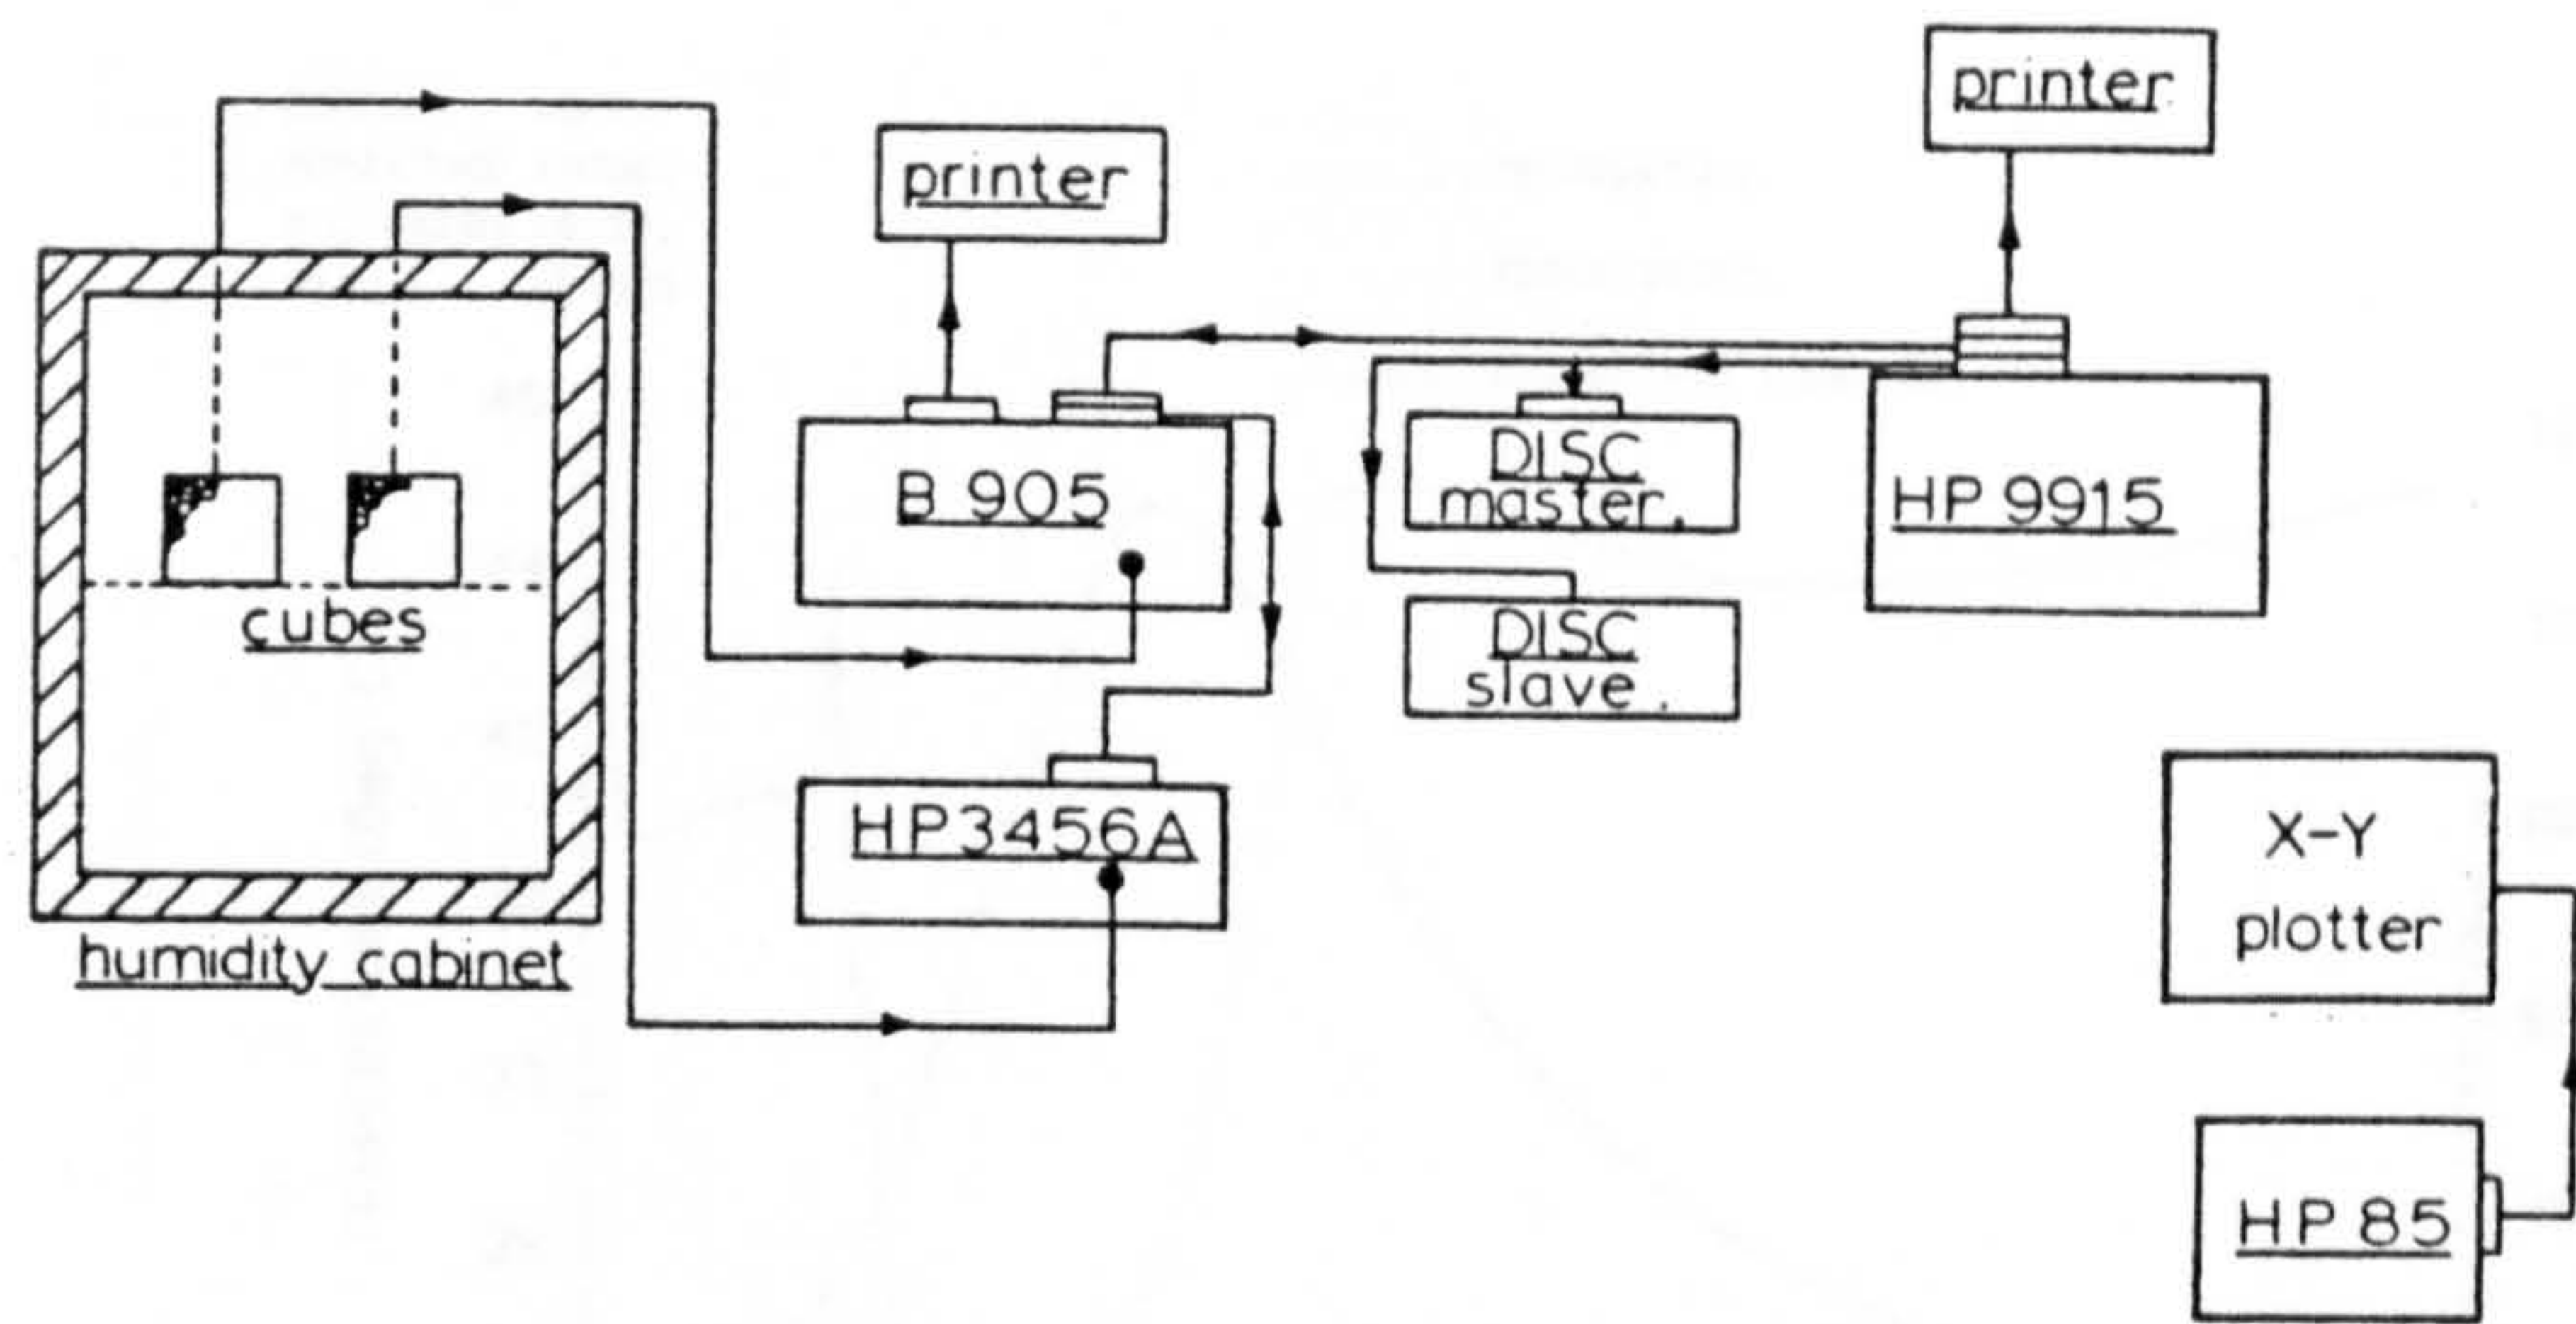 printer
printer
B 905
DISC
master.
HP 9915
cubes
DISC
slave.
HP3456A
humidity cabinet
X-Y
plotter
HP 85